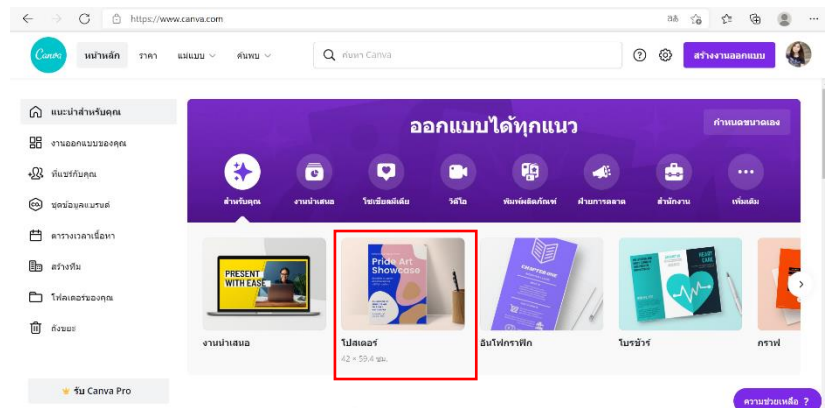 https://www.canva.com
Canva
หน้าหลัก
ราคา
แม่แบบ
ค้นพบ
ค้นหา Canva
สร้างงานออกแบบ
แนะนำสำหรับคุณ
งานออกแบบของคุณ
ที่แชร์กับคุณ
ชุดข้อมูลแบรนด์
ตารางเวลาเนื้อหา
สร้างทีม
โฟลเดอร์ของคุณ
ถังขยะ
รับ Canva Pro
ออกแบบได้ทุกแนว
กำหนดขนาดเอง
สำหรับคุณ
งานนำเสนอ
โซเชียลมีเดีย
วิดีโอ
พิมพ์ผลิตภัณฑ์
ฝ่ายการตลาด
สำนักงาน
เพิ่มเติม
PRESENT
WITH EASE
Pride Art
Showcase
CHAPTER ONE
HEART
CARE
งานนำเสนอ
โปสเตอร์
42 × 59.4 ซม.
อินโฟกราฟิก
โบรชัวร์
กราฟ
ความช่วยเหลือ ?